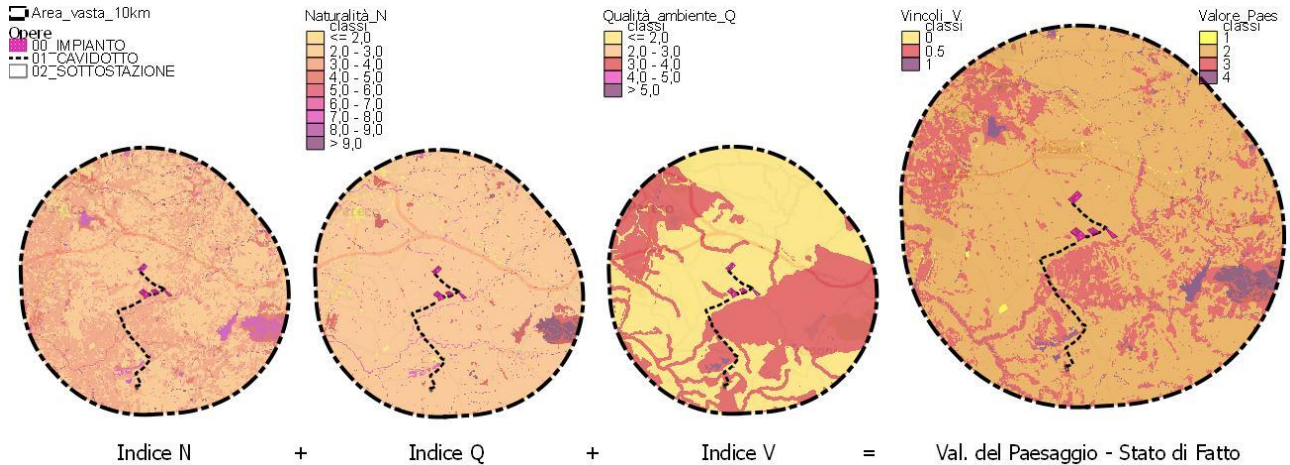 Area_vasta_10km
Opere
00_IMPIANTO
01_CAVIDOTTO
02_SOTTOSTAZIONE
Naturalità_N
classi
<= 2,0
2,0 - 3,0
3,0 - 4,0
4,0 - 5,0
5,0 - 6,0
6,0 - 7,0
7,0 - 8,0
9,0 - 9,0
> 9,0
Qualità_ambiente_Q
classi
<= 2,0
2,0 - 3,0
3,0 - 4,0
4,0 - 5,0
> 5,0
Vincoli_V
classi
0
0.5
1
Valore_Paes
classi
1
2
3
4
Indice N + Indice Q + Indice V = Val. del Paesaggio - Stato di Fatto